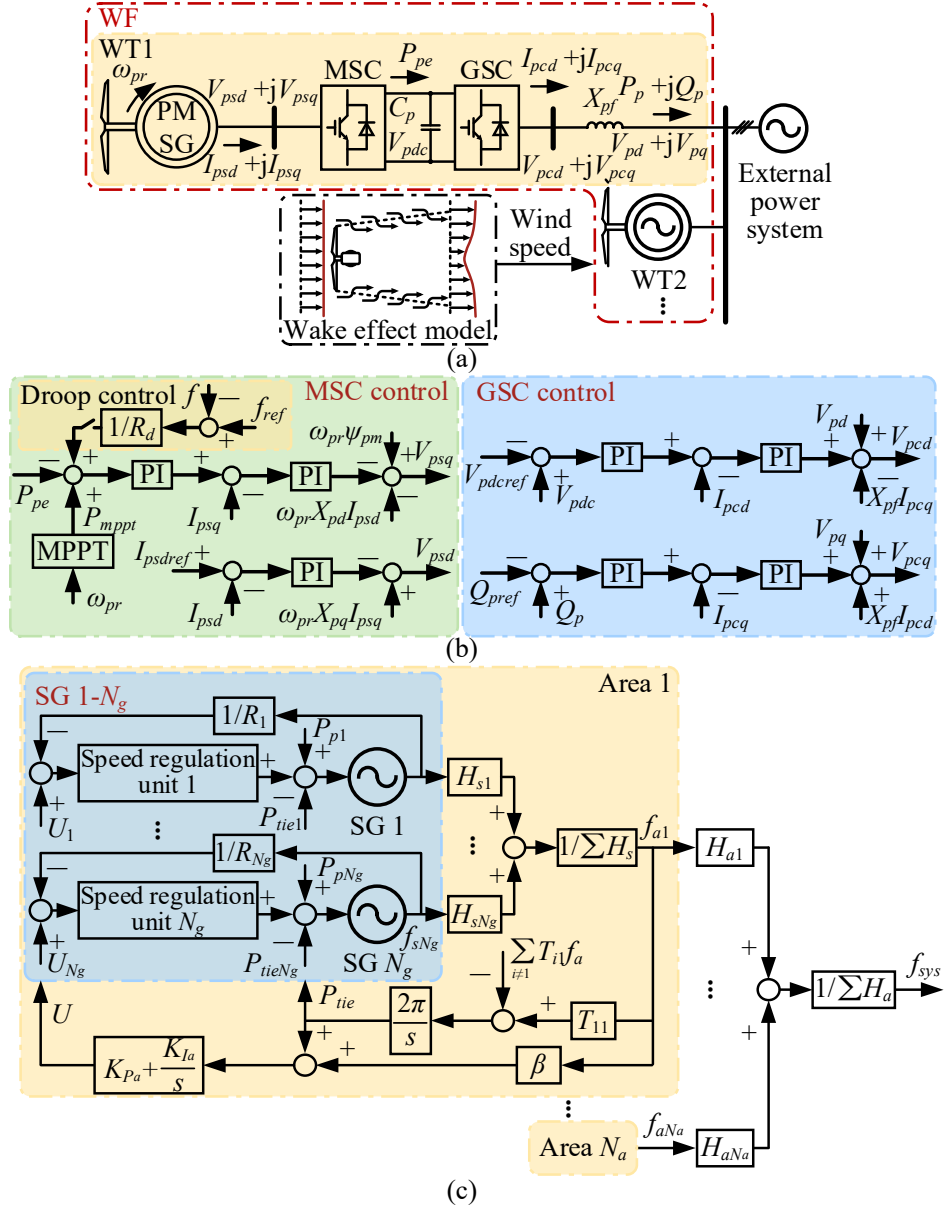 WF
WT1
ω_pr
PM
SG
V_psd +jV_psq
I_psd +jI_psq
MSC
P_pe
GSC
C_p
V_pdc
I_pcd +jI_pcq
X_pf
P_p +jQ_p
V_pd +jV_pq
V_pcd +jV_pcq
External
power
system
Wind
speed
WT2
Wake effect model
(a)
Droop control
f
f_ref
1/R_d
MSC control
ω_pr ψ_pm
V_psq
P_pe
PI
PI
P_mppt
I_psq
ω_pr X_pd I_psd
MPPT
ω_pr
I_psdref
PI
V_psd
I_psd
ω_pr X_pq I_psq
GSC control
V_pd
V_pcd
V_pdcref
PI
PI
V_pdc
I_pcd
X_pf I_pcq
V_pq
V_pcq
Q_pref
PI
PI
Q_p
I_pcq
X_pf I_pcd
(b)
SG 1-N_g
Area 1
1/R_1
P_p1
Speed regulation
unit 1
U_1
P_tie1
SG 1
H_s1
1/R_Ng
P_pNg
Speed regulation
unit N_g
U_Ng
P_tieNg
SG N_g
f_sNg
H_sNg
1/∑H_s
f_a1
H_a1
U
P_tie
2π/s
∑_{i≠1} T_i1 f_a
T_11
K_Pa + K_Ia/s
β
1/∑H_a
f_sys
Area N_a
f_aNa
H_aNa
(c)